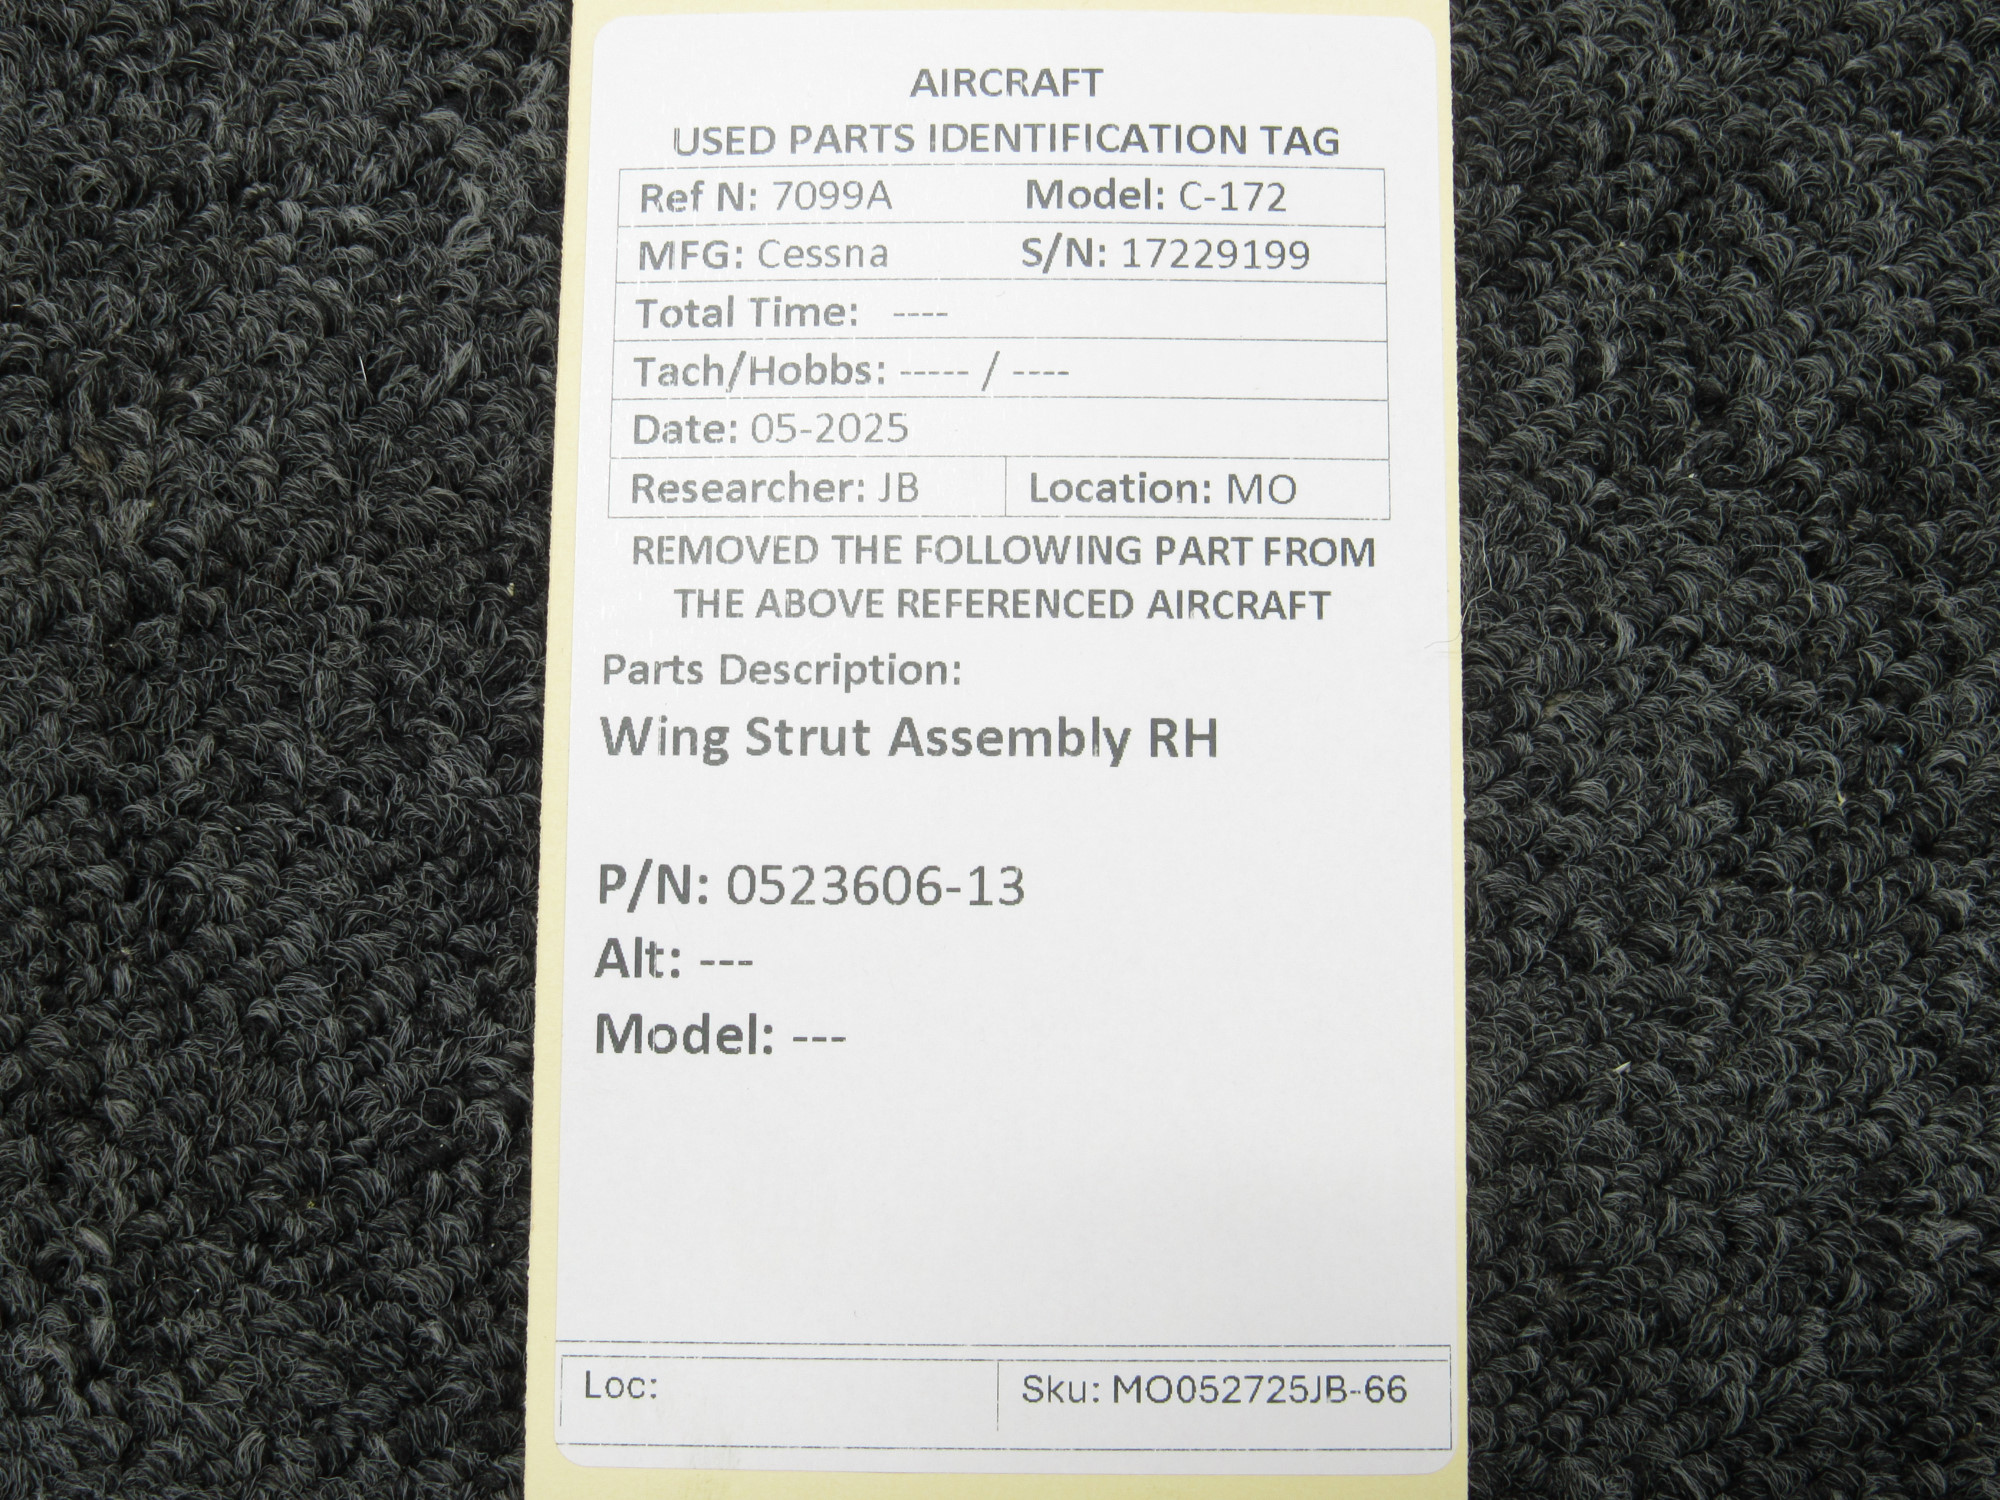 AIRCRAFT
USED PARTS IDENTIFICATION TAG
Ref N: 7099A Model: C-172
MFG: Cessna S/N: 17229199
Total Time: ----
Tach/Hobbs: ----- / ----
Date: 05-2025
Researcher: JB Location: MO
REMOVED THE FOLLOWING PART FROM
THE ABOVE REFERENCED AIRCRAFT
Parts Description:
Wing Strut Assembly RH
P/N: 0523606-13
Alt: ---
Model: ---
Loc: Sku: MO052725JB-66